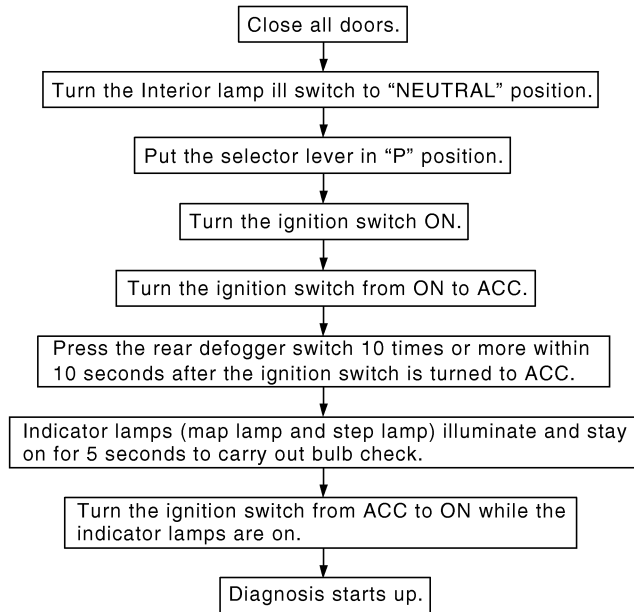 Close all doors.
Turn the Interior lamp ill switch to “NEUTRAL” position.
Put the selector lever in “P” position.
Turn the ignition switch ON.
Turn the ignition switch from ON to ACC.
Press the rear defogger switch 10 times or more within
10 seconds after the ignition switch is turned to ACC.
Indicator lamps (map lamp and step lamp) illuminate and stay
on for 5 seconds to carry out bulb check.
Turn the ignition switch from ACC to ON while the
indicator lamps are on.
Diagnosis starts up.